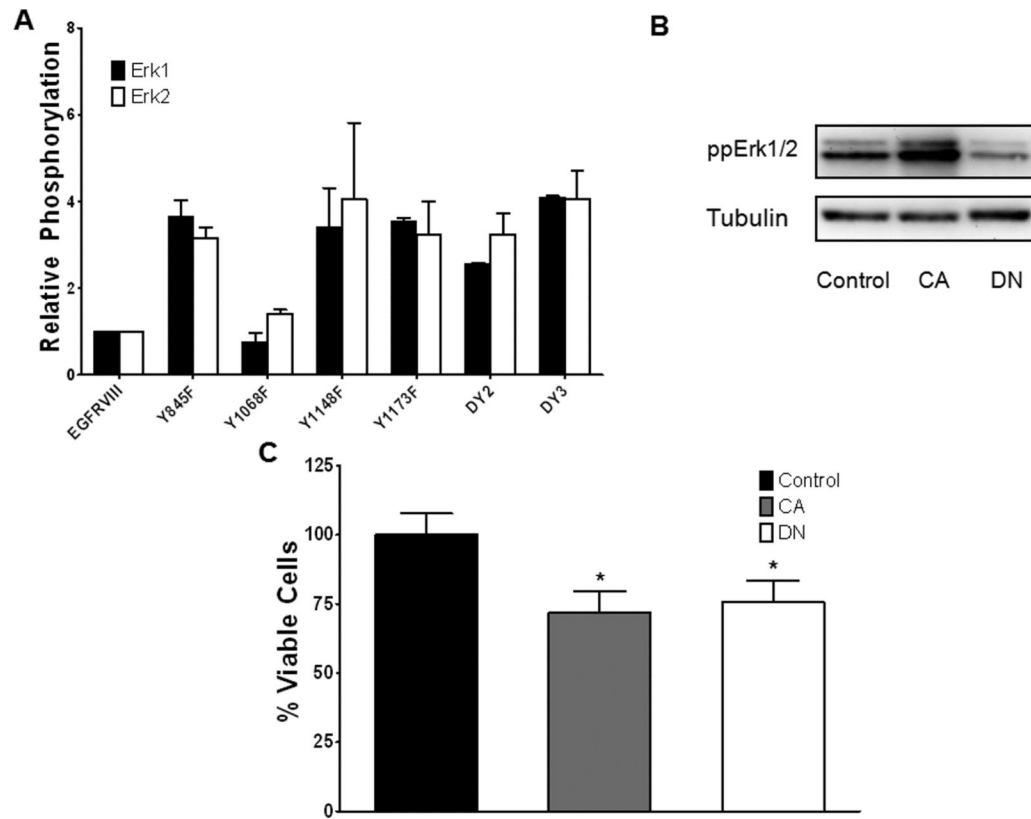 A
Relative Phosphorylation
8
6
4
2
0
Erk1
Erk2
EGFRVIII
Y845F
Y1068F
Y1148F
Y1173F
DY2
DY3
B
ppErk1/2
Tubulin
Control CA DN
C
% Viable Cells
125
100
75
50
25
0
Control
CA
DN
*
*